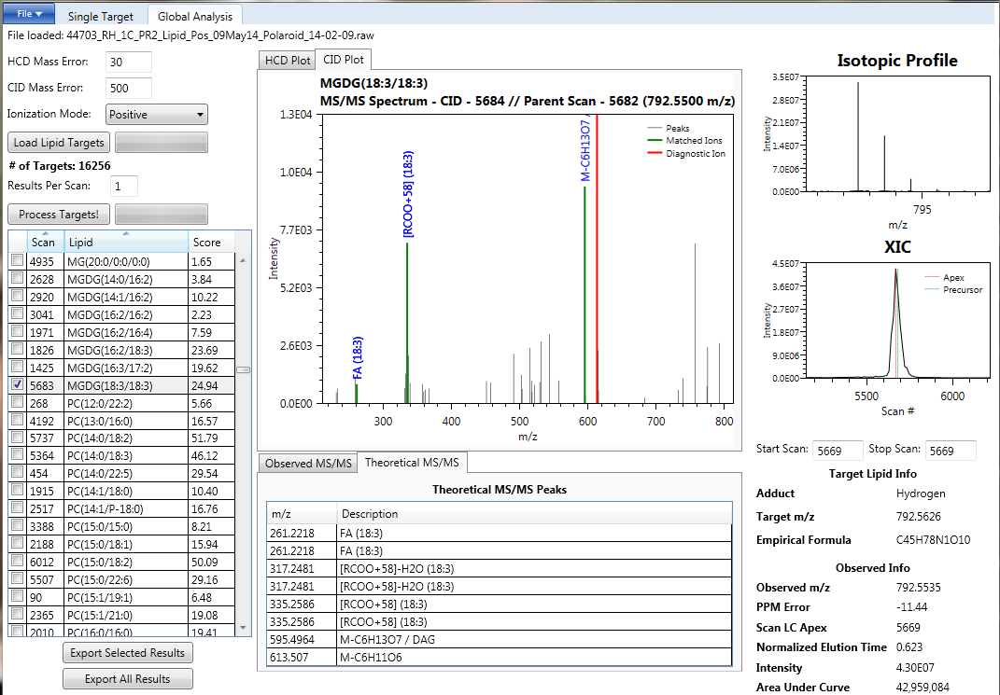 File Single Target Global Analysis
File loaded: 44703_RH_1C_PR2_Lipid_Pos_09May14_Polaroid_14-02-09.raw
HCD Mass Error: 30
CID Mass Error: 500
Ionization Mode: Positive
Load Lipid Targets
# of Targets: 16256
Results Per Scan: 1
Process Targets!
Scan Lipid Score
4935 MG(20:0/0:0/0:0) 1.65
2628 MGDG(14:0/16:2) 3.84
2920 MGDG(14:1/16:2) 10.22
3041 MGDG(16:2/16:2) 2.23
1971 MGDG(16:2/16:4) 7.59
1826 MGDG(16:2/18:3) 23.69
1425 MGDG(16:3/17:2) 19.62
5683 MGDG(18:3/18:3) 24.94
268 PC(12:0/22:2) 5.66
4192 PC(13:0/16:0) 16.57
5737 PC(14:0/18:2) 51.79
5364 PC(14:0/18:3) 46.12
454 PC(14:0/22:5) 29.54
1915 PC(14:1/18:0) 10.40
2517 PC(14:1/P-18:0) 16.76
3388 PC(15:0/15:0) 8.21
2188 PC(15:0/18:1) 15.94
6012 PC(15:0/18:2) 50.09
5507 PC(15:0/22:6) 29.16
90 PC(15:1/19:1) 6.48
2365 PC(15:1/21:0) 19.08
2010 PC(16:0/16:0) 19.41
Export Selected Results
Export All Results
HCD Plot CID Plot
MGDG(18:3/18:3)
MS/MS Spectrum - CID - 5684 // Parent Scan - 5682 (792.5500 m/z)
1.3E04
1.0E04
7.7E03
5.2E03
2.6E03
0.0E00
Intensity
FA (18:3)
[RCOO+58] (18:3)
M-C6H13O7 /
Peaks
Matched Ions
Diagnostic Ion
300 400 500 600 700 800
m/z
Observed MS/MS Theoretical MS/MS
Theoretical MS/MS Peaks
m/z Description
261.2218 FA (18:3)
261.2218 FA (18:3)
317.2481 [RCOO+58]-H2O (18:3)
317.2481 [RCOO+58]-H2O (18:3)
335.2586 [RCOO+58] (18:3)
335.2586 [RCOO+58] (18:3)
595.4964 M-C6H13O7 / DAG
613.507 M-C6H11O6
Isotopic Profile
3.5E07
2.8E07
2.1E07
1.4E07
7.0E06
0.0E00
Intensity
795
m/z
XIC
4.5E07
3.6E07
2.7E07
1.8E07
9.0E06
0.0E00
Intensity
Apex
Precursor
5500 6000
Scan #
Start Scan: 5669 Stop Scan: 5669
Target Lipid Info
Adduct Hydrogen
Target m/z 792.5626
Empirical Formula C45H78N1O10
Observed Info
Observed m/z 792.5535
PPM Error -11.44
Scan LC Apex 5669
Normalized Elution Time 0.623
Intensity 4.30E07
Area Under Curve 42,959,084